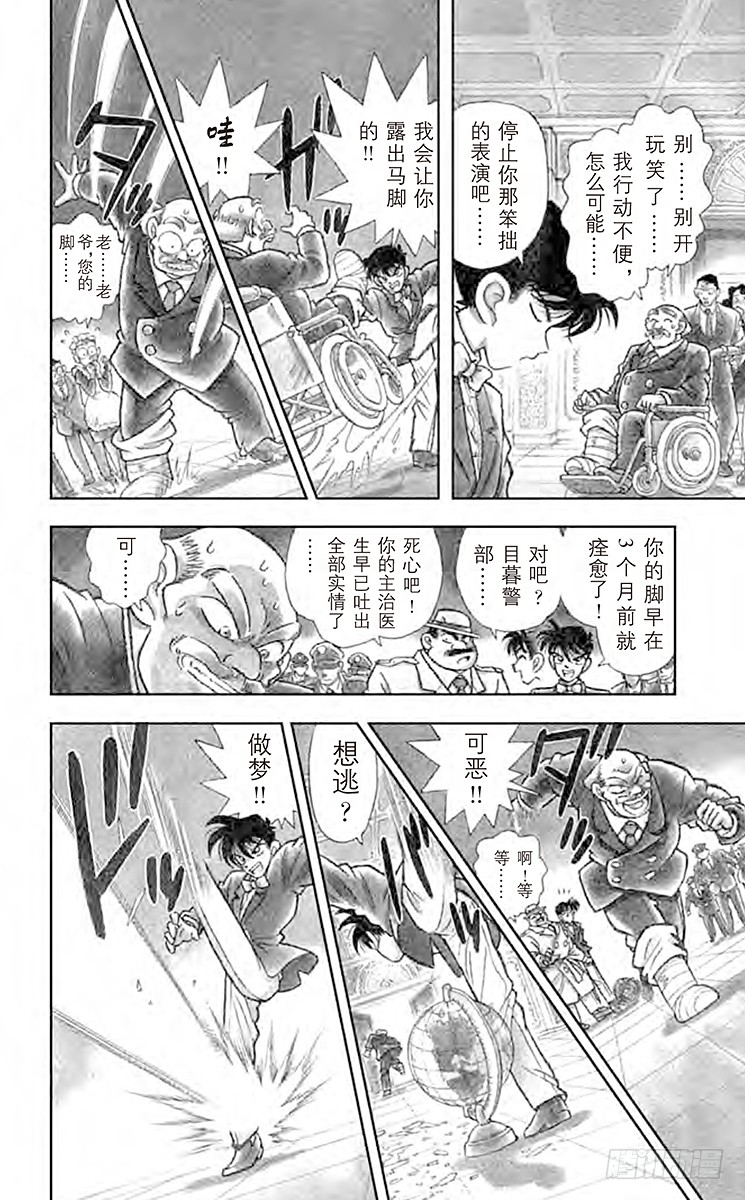 别……别开
玩笑了……
我行动不便，
怎么可能……
停止你那笨拙
的表演吧……
我会让你
露出马脚
的!!
哇
!!
老……老
爷，您的
脚……
你的脚早在
3个月前就
痊愈了！
对吧？
目暮警
部……
死心吧！
你的主治医
生早已吐出
全部实情了
……
可……
可恶!!
啊！等
等……
想逃？
做梦!!
腾讯动漫